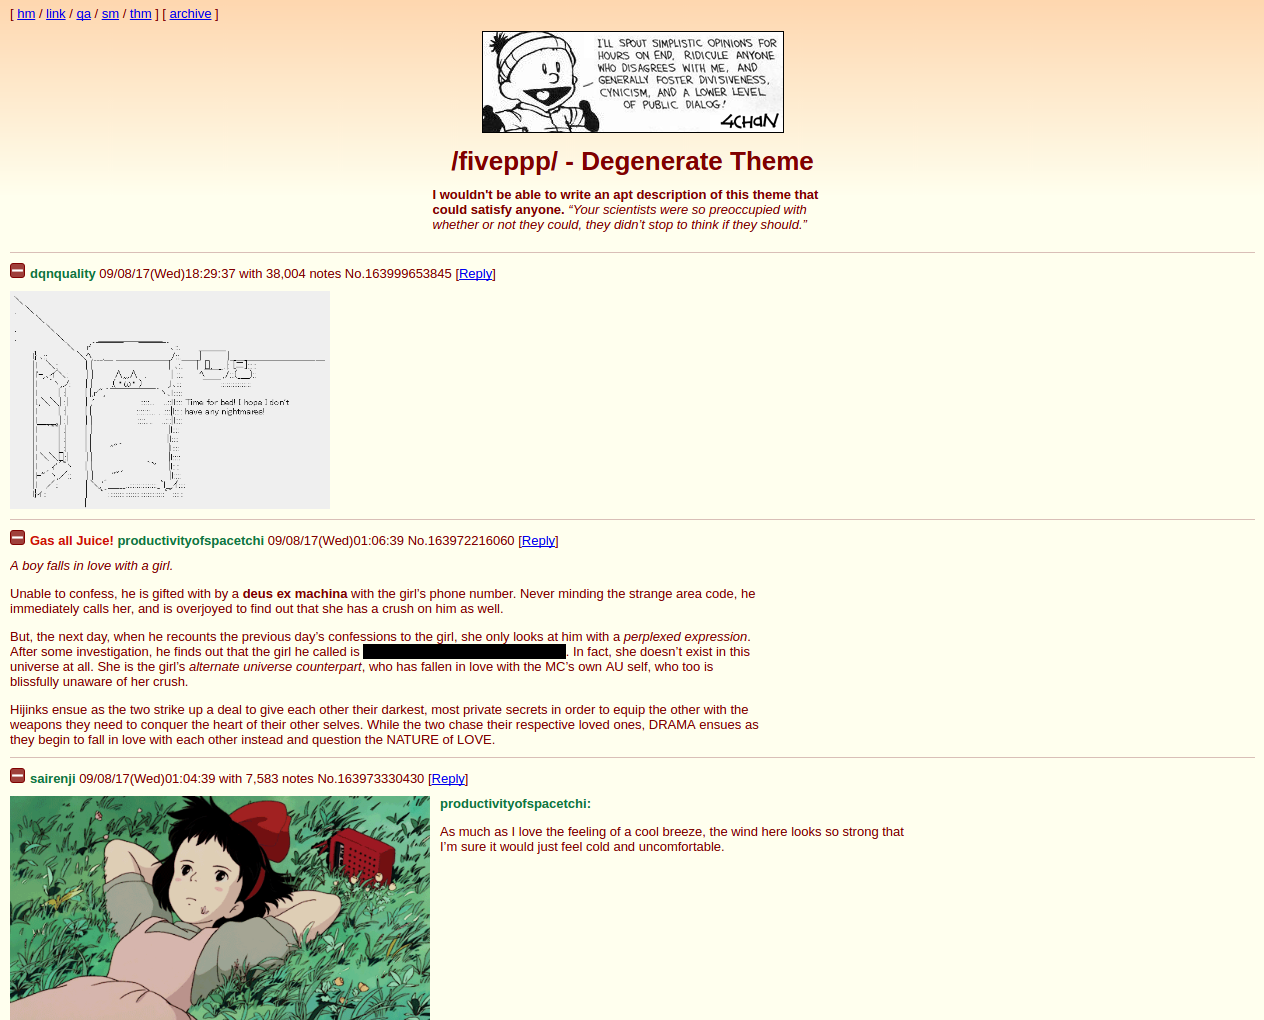 [ hm / link / qa / sm / thm ] [ archive ]
I'LL SPOUT SIMPLISTIC OPINIONS FOR
HOURS ON END, RIDICULE ANYONE
WHO DISAGREES WITH ME, AND
GENERALLY FOSTER DIVISIVENESS,
CYNICISM, AND A LOWER LEVEL
OF PUBLIC DIALOG!
4CHAN
/fiveppp/ - Degenerate Theme
I wouldn't be able to write an apt description of this theme that
could satisfy anyone. “Your scientists were so preoccupied with
whether or not they could, they didn’t stop to think if they should.”
dqnquality 09/08/17(Wed)18:29:37 with 38,004 notes No.163999653845 [Reply]
Time for bed! I hope I don't
have any nightmares!
Gas all Juice! productivityofspacetchi 09/08/17(Wed)01:06:39 No.163972216060 [Reply]
A boy falls in love with a girl.
Unable to confess, he is gifted with by a deus ex machina with the girl’s phone number. Never minding the strange area code, he
immediately calls her, and is overjoyed to find out that she has a crush on him as well.
But, the next day, when he recounts the previous day’s confessions to the girl, she only looks at him with a perplexed expression.
After some investigation, he finds out that the girl he called is . In fact, she doesn’t exist in this
universe at all. She is the girl’s alternate universe counterpart, who has fallen in love with the MC’s own AU self, who too is
blissfully unaware of her crush.
Hijinks ensue as the two strike up a deal to give each other their darkest, most private secrets in order to equip the other with the
weapons they need to conquer the heart of their other selves. While the two chase their respective loved ones, DRAMA ensues as
they begin to fall in love with each other instead and question the NATURE of LOVE.
sairenji 09/08/17(Wed)01:04:39 with 7,583 notes No.163973330430 [Reply]
productivityofspacetchi:
As much as I love the feeling of a cool breeze, the wind here looks so strong that
I’m sure it would just feel cold and uncomfortable.